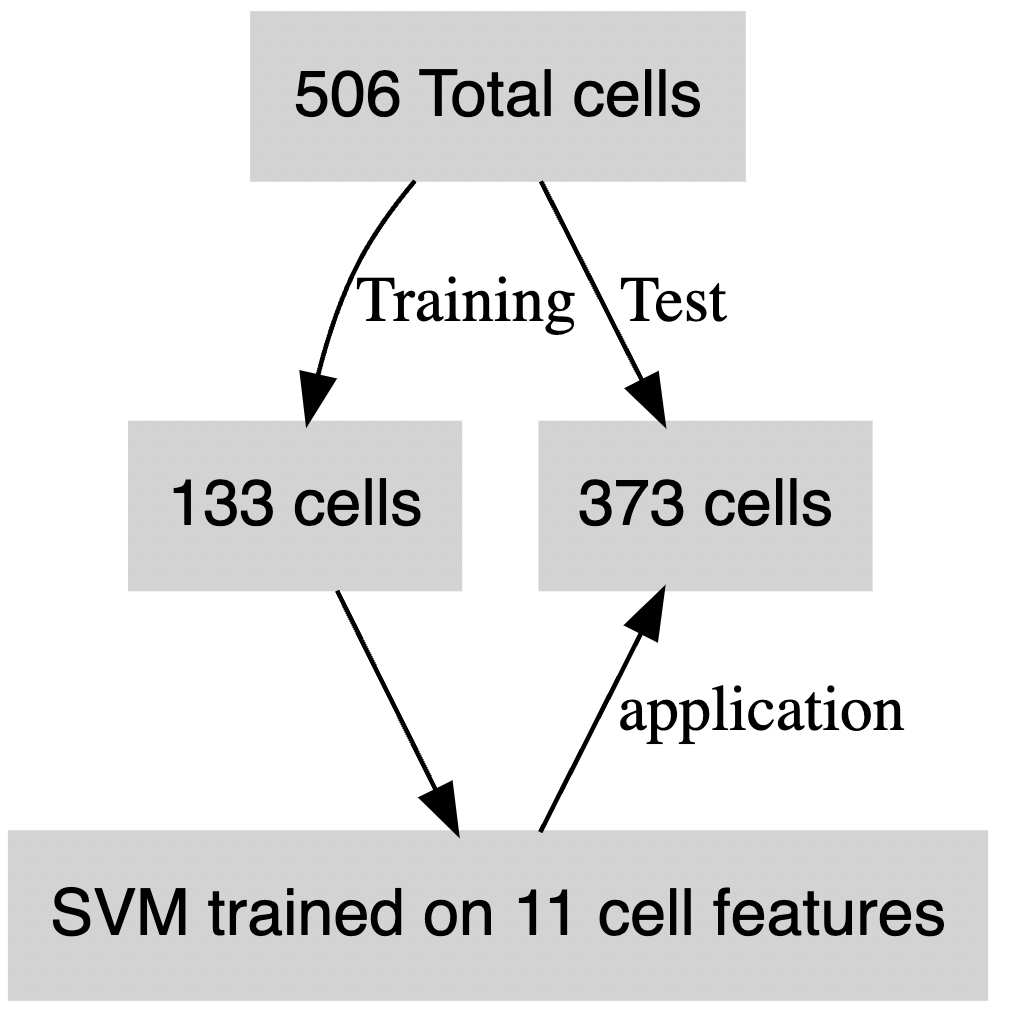 506 Total cells
Training
Test
133 cells
373 cells
application
SVM trained on 11 cell features